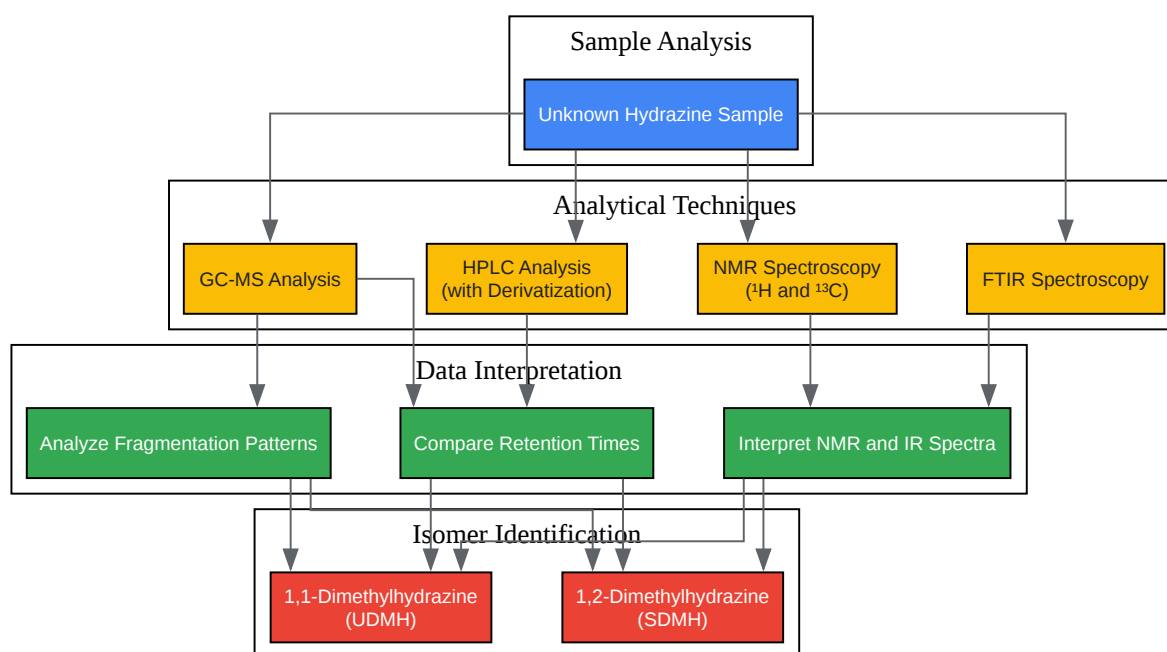 Sample Analysis
Unknown Hydrazine Sample
Analytical Techniques
GC-MS Analysis
HPLC Analysis
(with Derivatization)
NMR Spectroscopy
(¹H and ¹³C)
FTIR Spectroscopy
Data Interpretation
Analyze Fragmentation Patterns
Compare Retention Times
Interpret NMR and IR Spectra
Isomer Identification
1,1-Dimethylhydrazine
(UDMH)
1,2-Dimethylhydrazine
(SDMH)